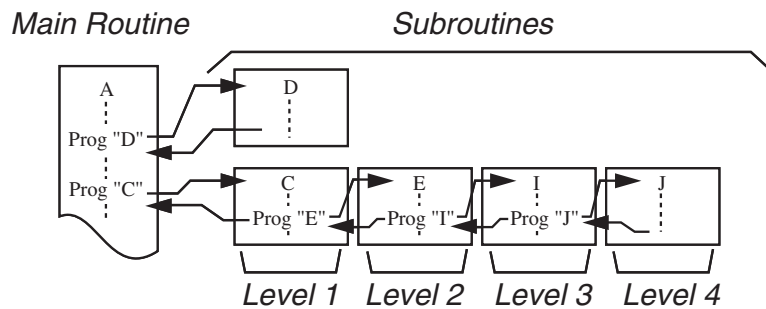 Main Routine Subroutines
A D
Prog "D"
Prog "C" C E I J
Prog "E" Prog "I" Prog "J"
Level 1 Level 2 Level 3 Level 4